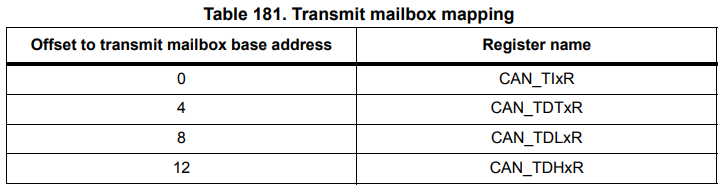 Table 181. Transmit mailbox mapping
Offset to transmit mailbox base address Register name
0 CAN_TIxR
4 CAN_TDTxR
8 CAN_TDLxR
12 CAN_TDHxR